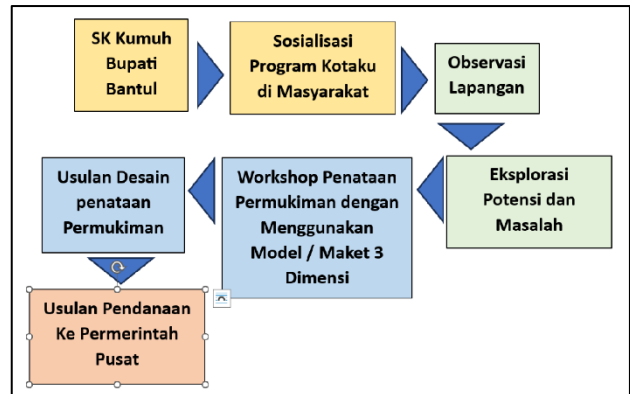 SK Kumuh
Bupati
Bantul
Sosialisasi
Program Kotaku
di Masyarakat
Observasi
Lapangan
Eksplorasi
Potensi dan
Masalah
Workshop Penataan
Permukiman dengan
Menggunakan
Model / Maket 3
Dimensi
Usulan Desain
penataan
Permukiman
Usulan Pendanaan
Ke Permerintah
Pusat